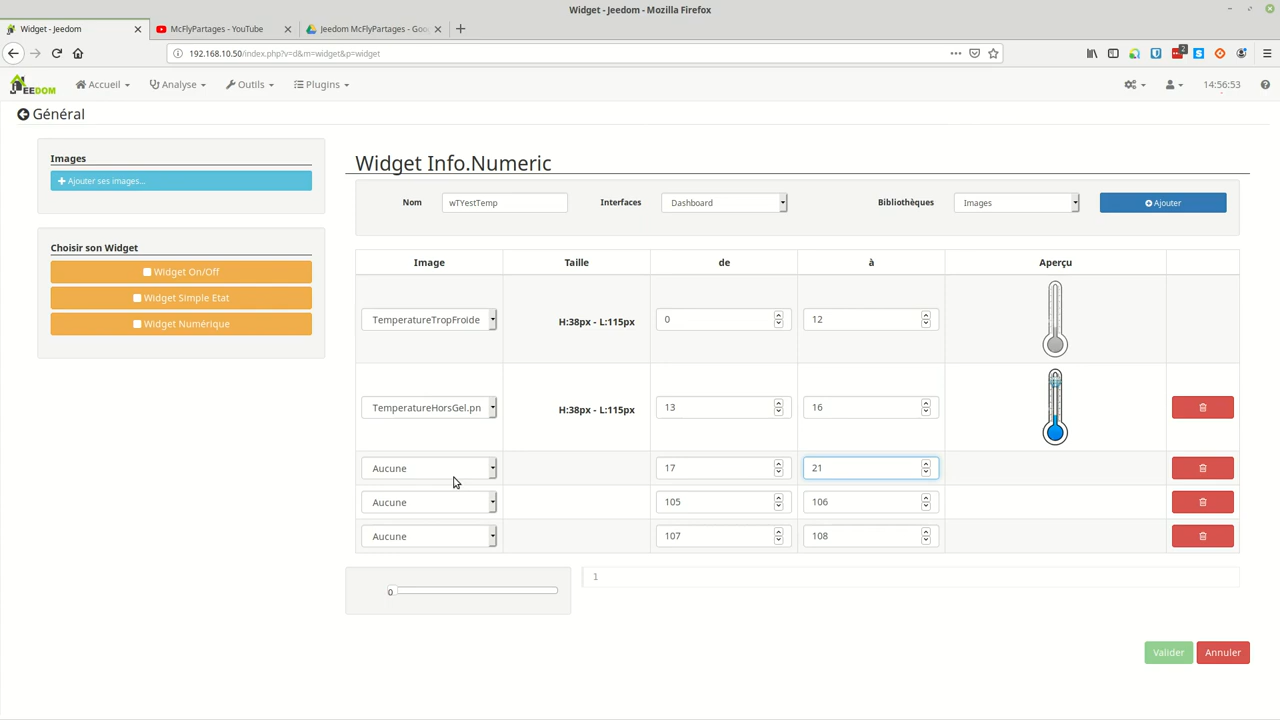 Widget - Jeedom - Mozilla Firefox
Widget - Jeedom
McFlyPartages - YouTube
Jeedom McFlyPartages - Goo
192.168.10.50/index.php?v=d&m=widget&p=widget
2
JEEDOM
Accueil
Analyse
Outils
Plugins
14:56:53
Général
Images
Ajouter ses images...
Choisir son Widget
Widget On/Off
Widget Simple Etat
Widget Numérique
Widget Info.Numeric
Nom
wTYestTemp
Interfaces
Dashboard
Bibliothèques
Images
Ajouter
Image
Taille
de
à
Aperçu
TemperatureTropFroide
H:38px - L:115px
0
12
TemperatureHorsGel.pn
H:38px - L:115px
13
16
Aucune
17
21
Aucune
105
106
Aucune
107
108
0
1
Valider
Annuler